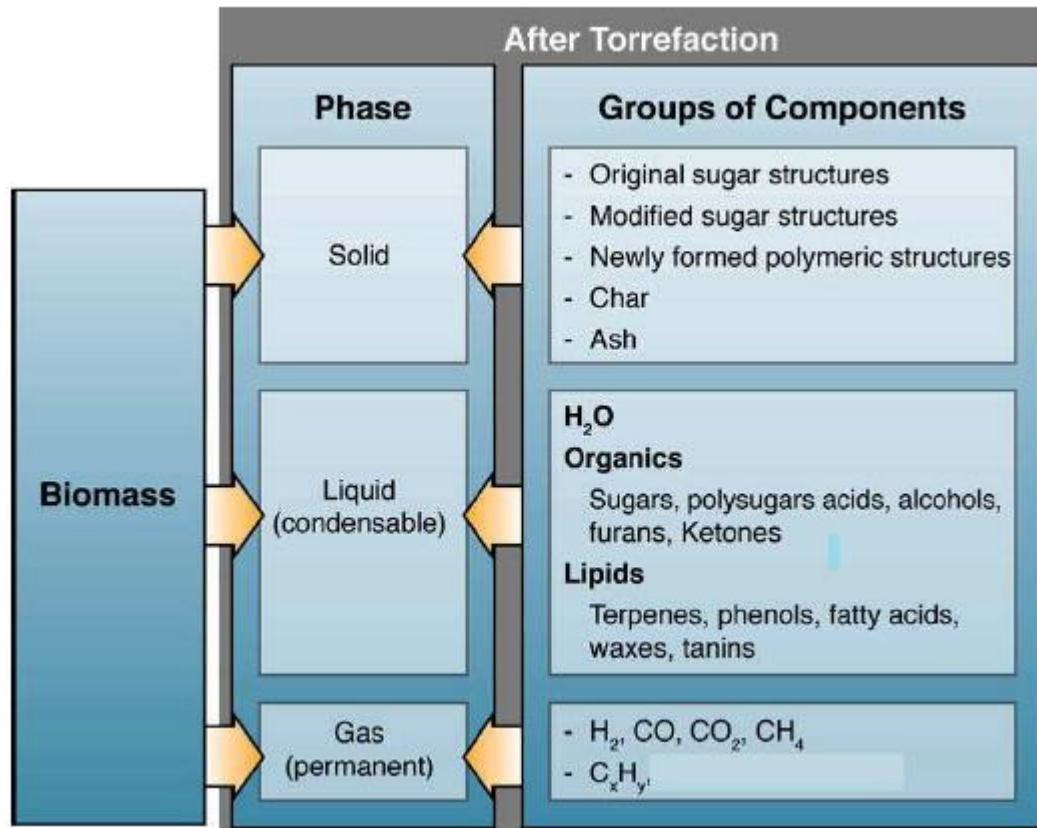 After Torrefaction
Phase
Groups of Components
Biomass
Solid
- Original sugar structures
- Modified sugar structures
- Newly formed polymeric structures
- Char
- Ash
Liquid
(condensable)
H₂O
Organics
Sugars, polysugars acids, alcohols,
furans, Ketones
Lipids
Terpenes, phenols, fatty acids,
waxes, tanins
Gas
(permanent)
- H₂, CO, CO₂, CH₄
- CₓHᵧ,